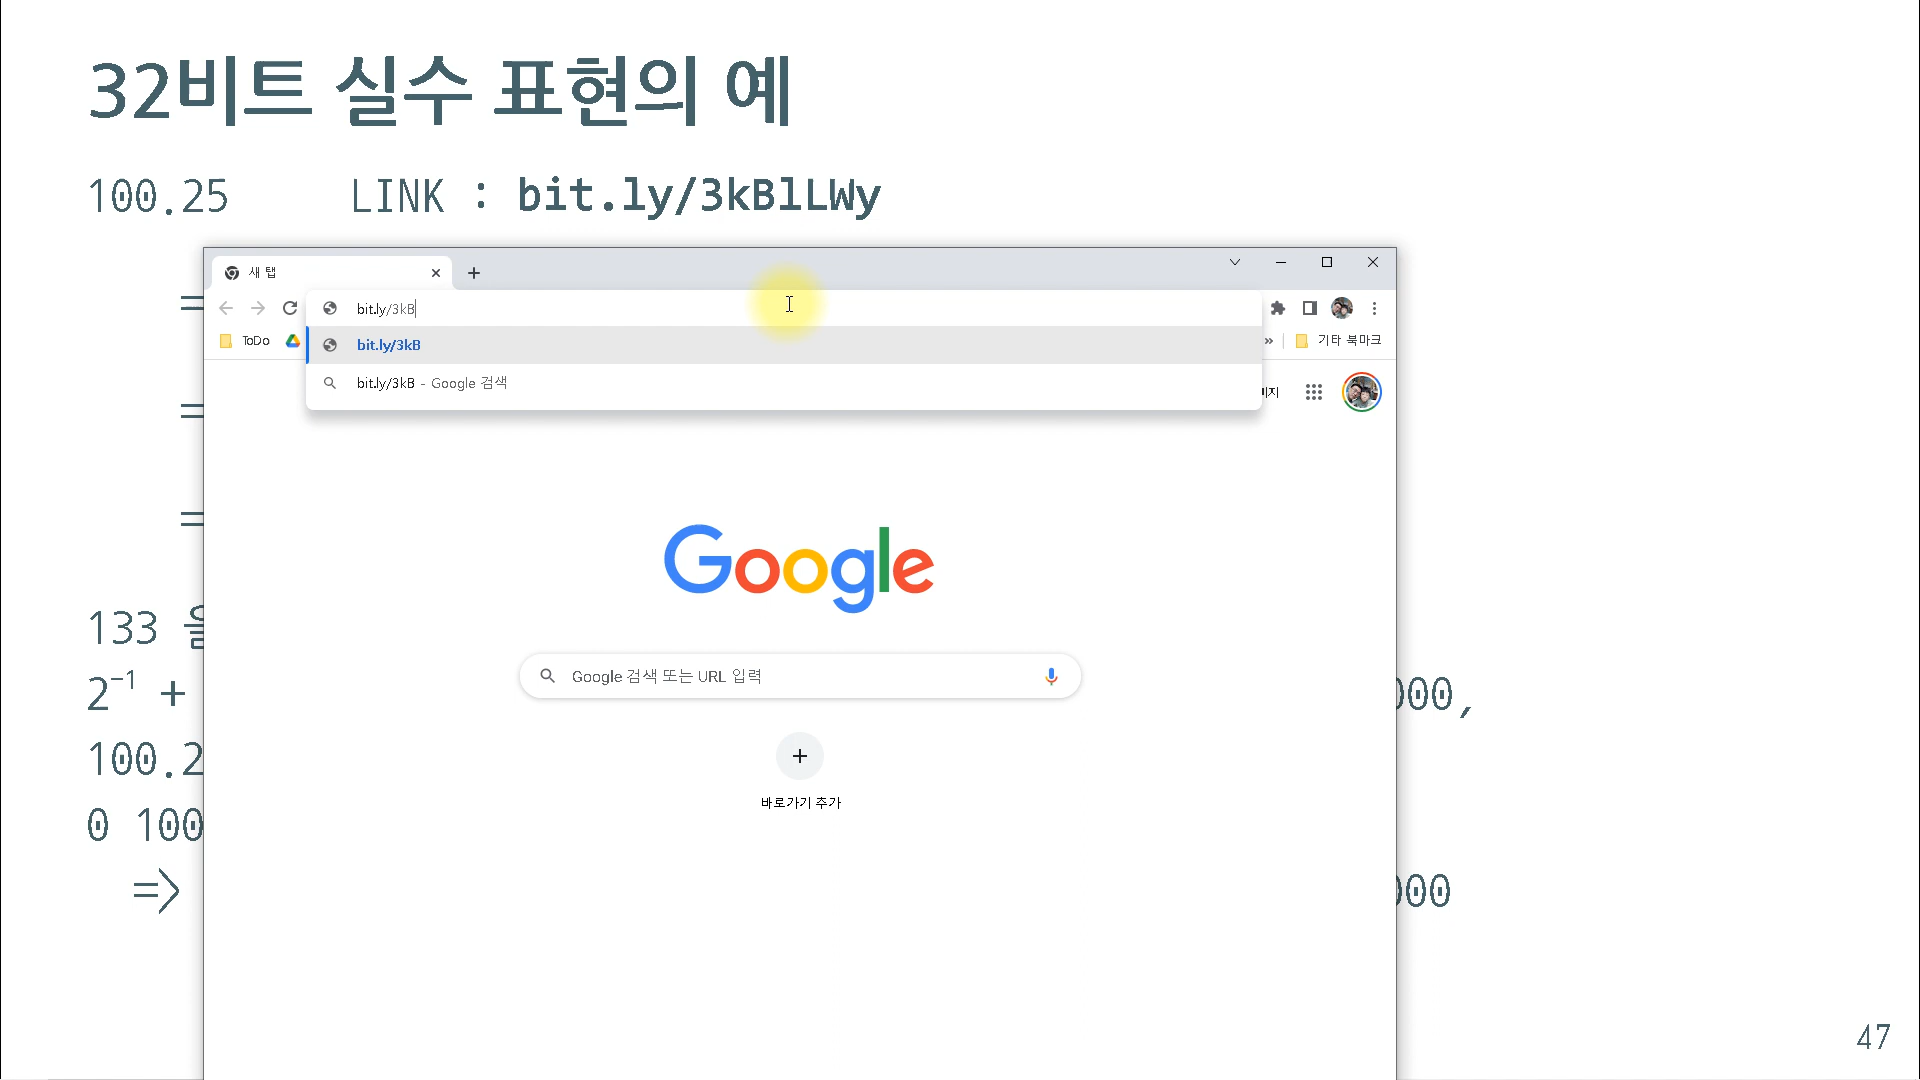 32비트 실수 표현의 예
100.25 LINK : bit.ly/3kBlLWy
=
새 탭
bit.ly/3kB
ToDo
»
기타 북마크
bit.ly/3kB
=
bit.ly/3kB - Google 검색
=
Google
133 을
Google 검색 또는 URL 입력
2⁻¹ + 000,
100.2
바로가기 추가
0 100
=> 000
47